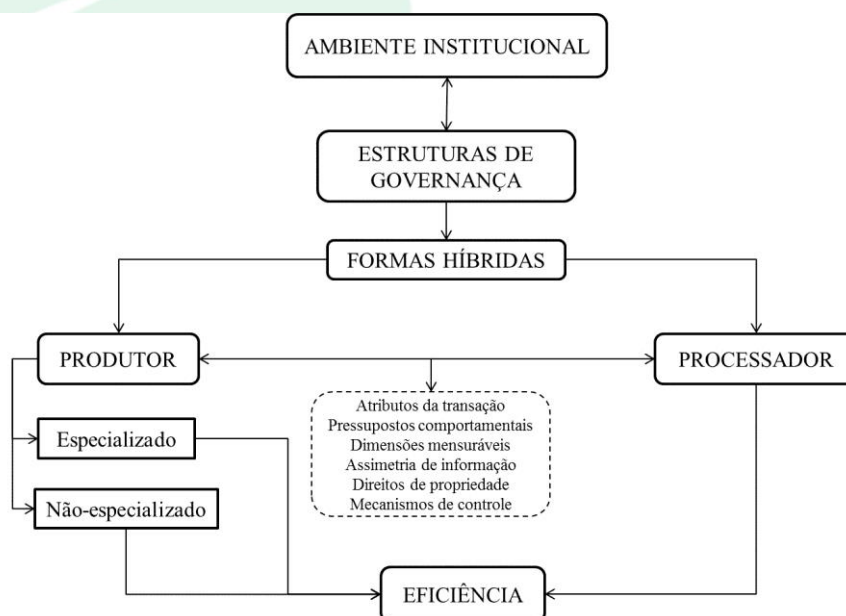 AMBIENTE INSTITUCIONAL
ESTRUTURAS DE
GOVERNANÇA
FORMAS HÍBRIDAS
PRODUTOR
PROCESSADOR
Atributos da transação
Pressupostos comportamentais
Dimensões mensuráveis
Assimetria de informação
Direitos de propriedade
Mecanismos de controle
Especializado
Não-especializado
EFICIÊNCIA